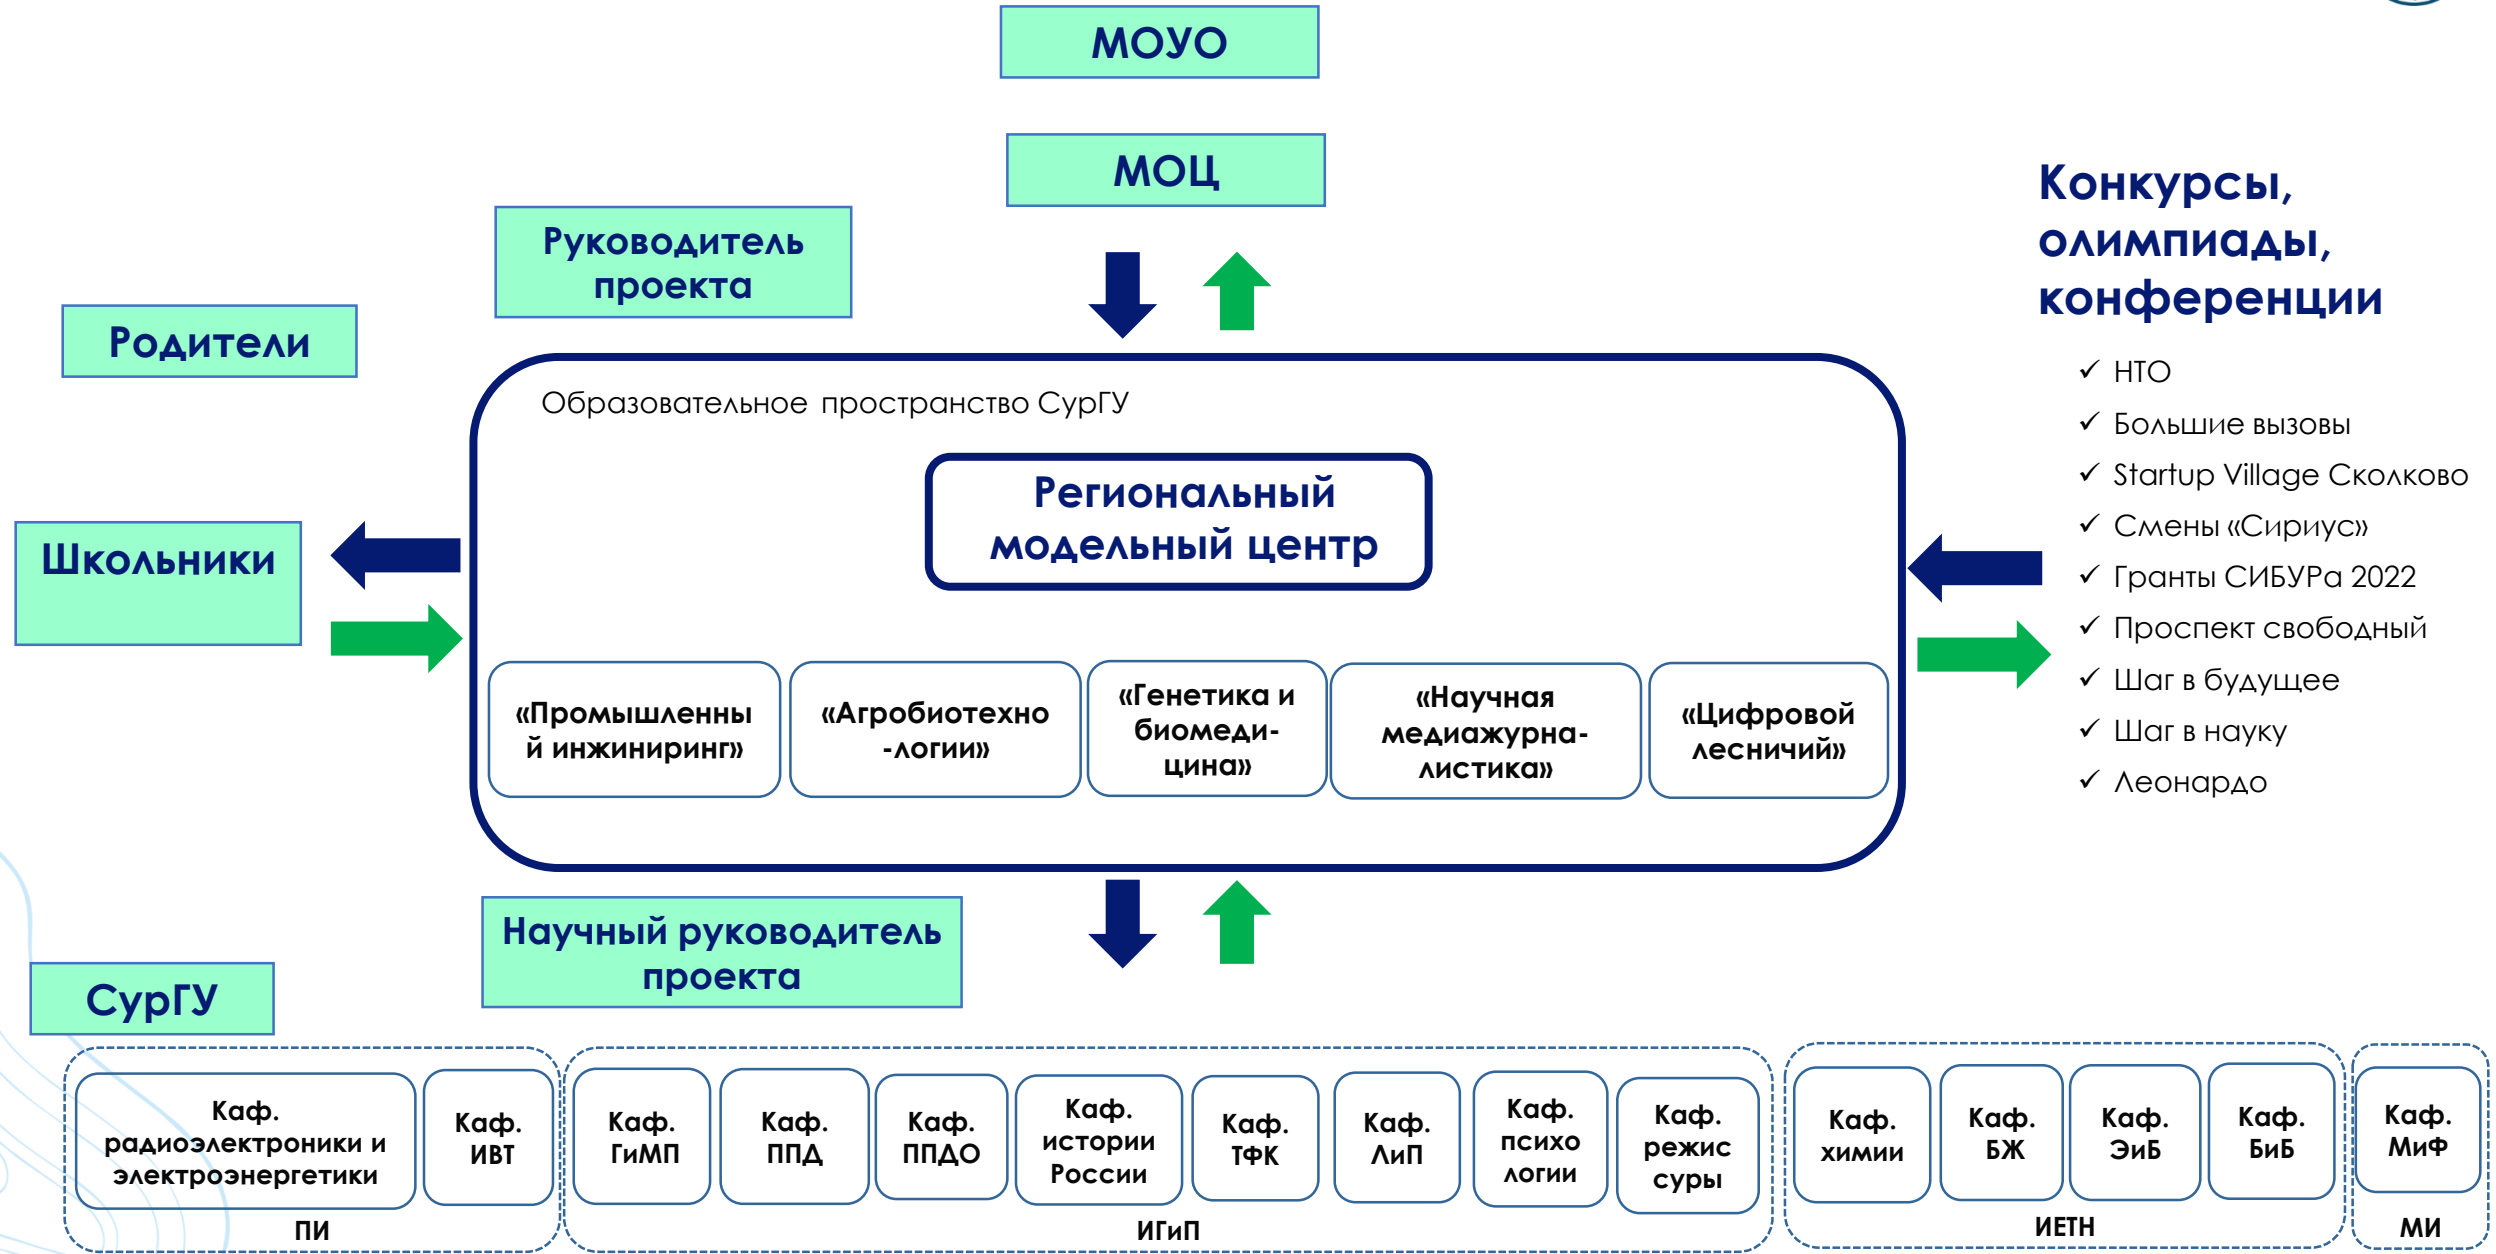 МОУО
МОЦ
Руководитель
проекта
Родители
Школьники
Конкурсы,
олимпиады,
конференции
✓ НТО
✓ Большие вызовы
✓ Startup Village Сколково
✓ Смены «Сириус»
✓ Гранты СИБУРа 2022
✓ Проспект свободный
✓ Шаг в будущее
✓ Шаг в науку
✓ Леонардо
Образовательное пространство СурГУ
Региональный
модельный центр
«Промышленны
й инжиниринг»
«Агробиотехно
-логии»
«Генетика и
биомеди-
цина»
«Научная
медиажурна-
листика»
«Цифровой
лесничий»
Научный руководитель
проекта
СурГУ
Каф.
радиоэлектроники и
электроэнергетики
Каф.
ИВТ
ПИ
Каф.
ГиМП
Каф.
ППД
Каф.
ППДО
Каф.
истории
России
Каф.
ТФК
Каф.
ЛиП
Каф.
психо
логии
Каф.
режис
суры
ИГиП
Каф.
химии
Каф.
БЖ
Каф.
ЭиБ
Каф.
БиБ
ИЕТН
Каф.
МиФ
МИ